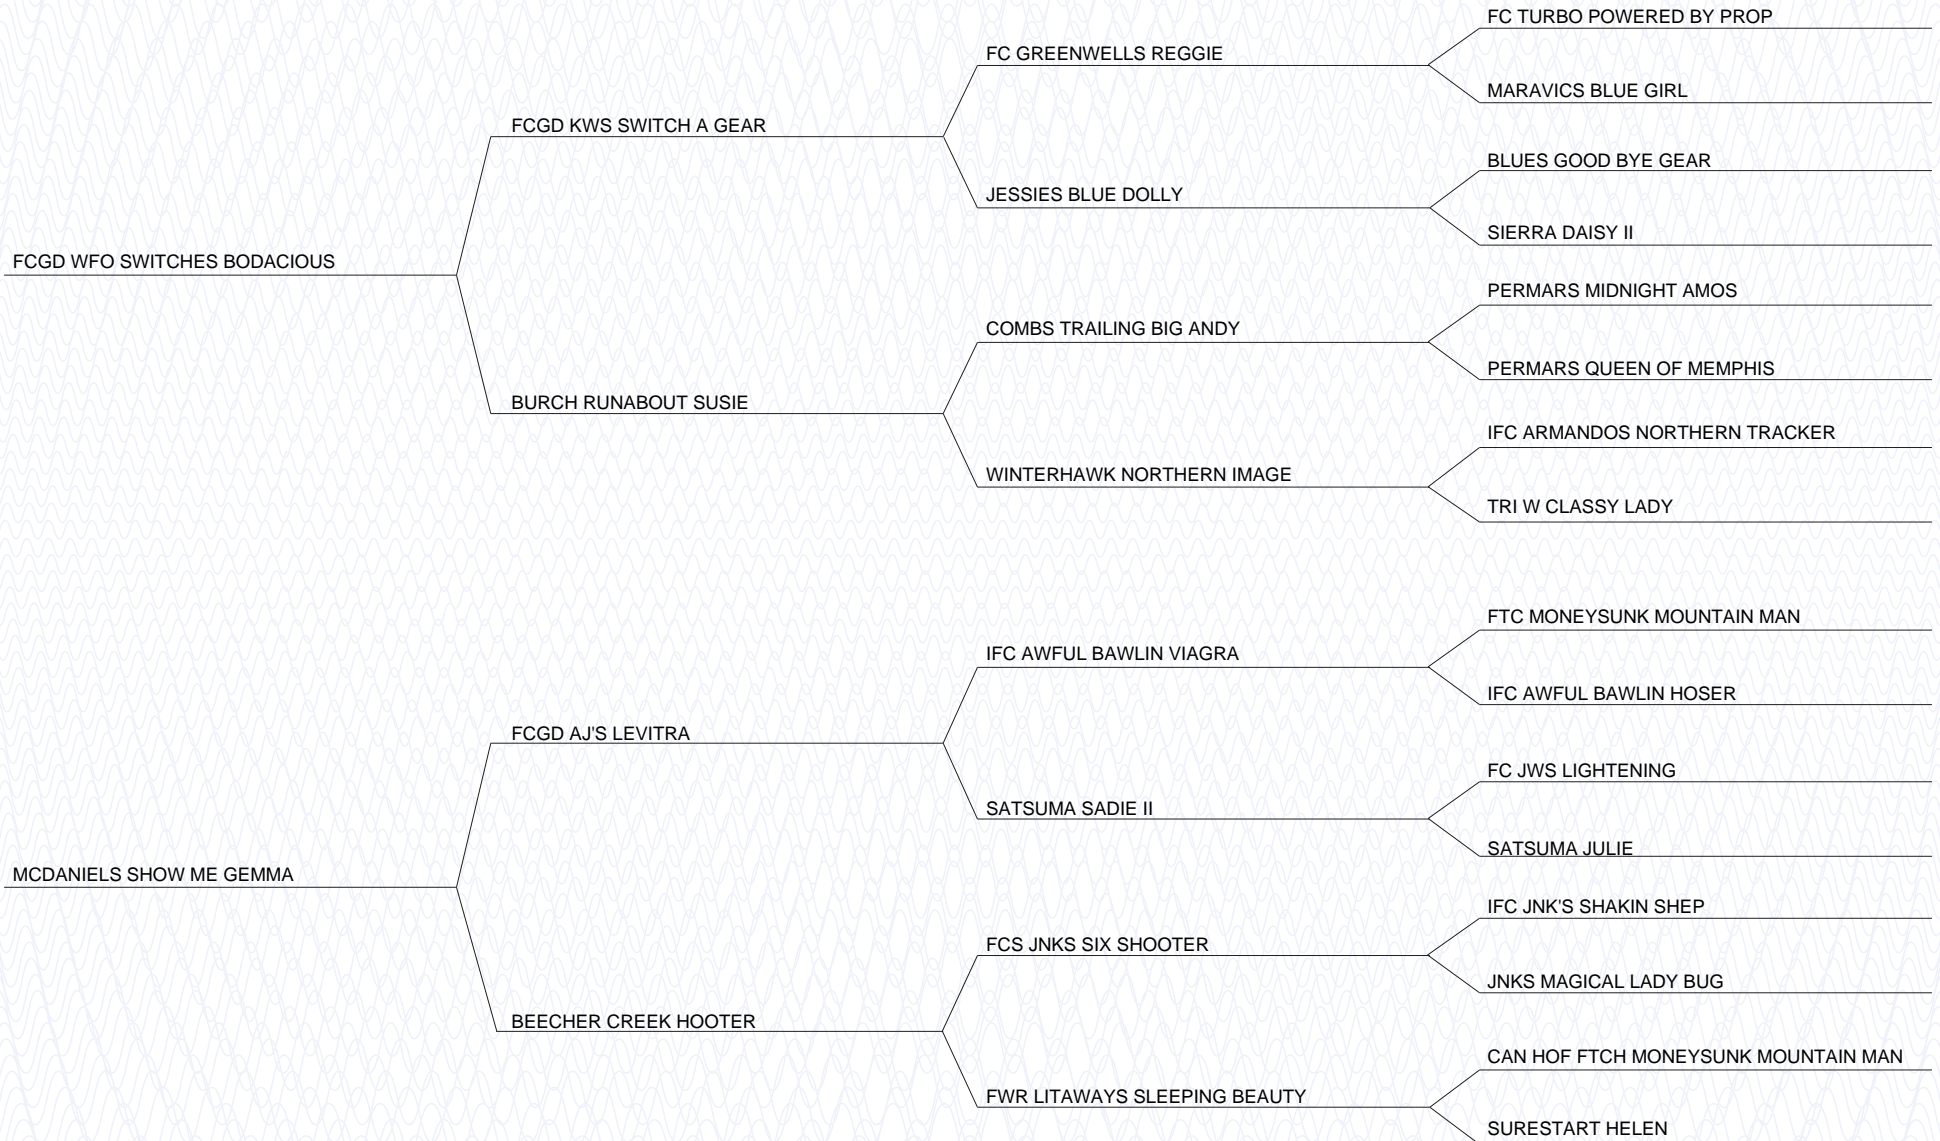 FC TURBO POWERED BY PROP
FC GREENWELLS REGGIE
MARAVICS BLUE GIRL
FCGD KWS SWITCH A GEAR
BLUES GOOD BYE GEAR
JESSIES BLUE DOLLY
SIERRA DAISY II
FCGD WFO SWITCHES BODACIOUS
PERMARS MIDNIGHT AMOS
COMBS TRAILING BIG ANDY
PERMARS QUEEN OF MEMPHIS
BURCH RUNABOUT SUSIE
IFC ARMANDOS NORTHERN TRACKER
WINTERHAWK NORTHERN IMAGE
TRI W CLASSY LADY
FTC MONEYSUNK MOUNTAIN MAN
IFC AWFUL BAWLIN VIAGRA
IFC AWFUL BAWLIN HOSER
FCGD AJ'S LEVITRA
FC JWS LIGHTENING
SATSUMA SADIE II
SATSUMA JULIE
MCDANIELS SHOW ME GEMMA
IFC JNK'S SHAKIN SHEP
FCS JNKS SIX SHOOTER
JNKS MAGICAL LADY BUG
BEECHER CREEK HOOTER
CAN HOF FTCH MONEYSUNK MOUNTAIN MAN
FWR LITAWAYS SLEEPING BEAUTY
SURESTART HELEN